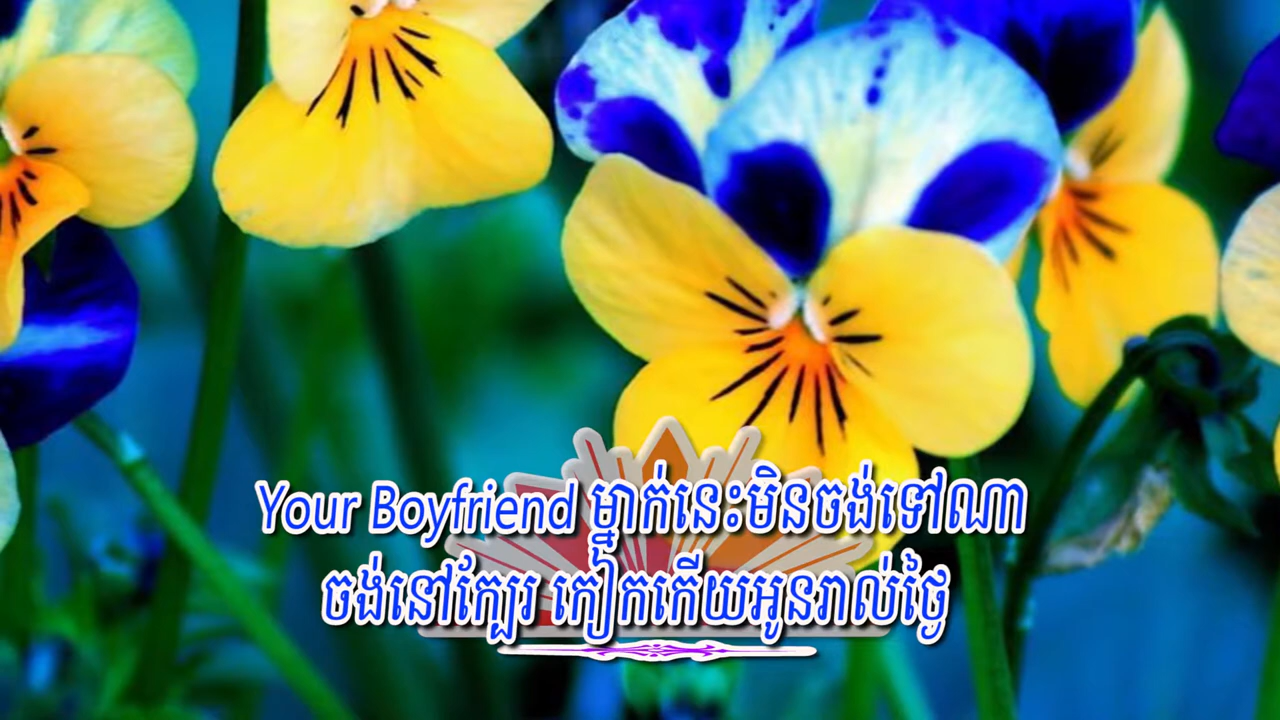 Your Boyfriend ម្នាក់នេះមិនចង់ទៅណា
ចង់នៅក្បែរ កៀកកើយអូនរាល់ថ្ងៃ